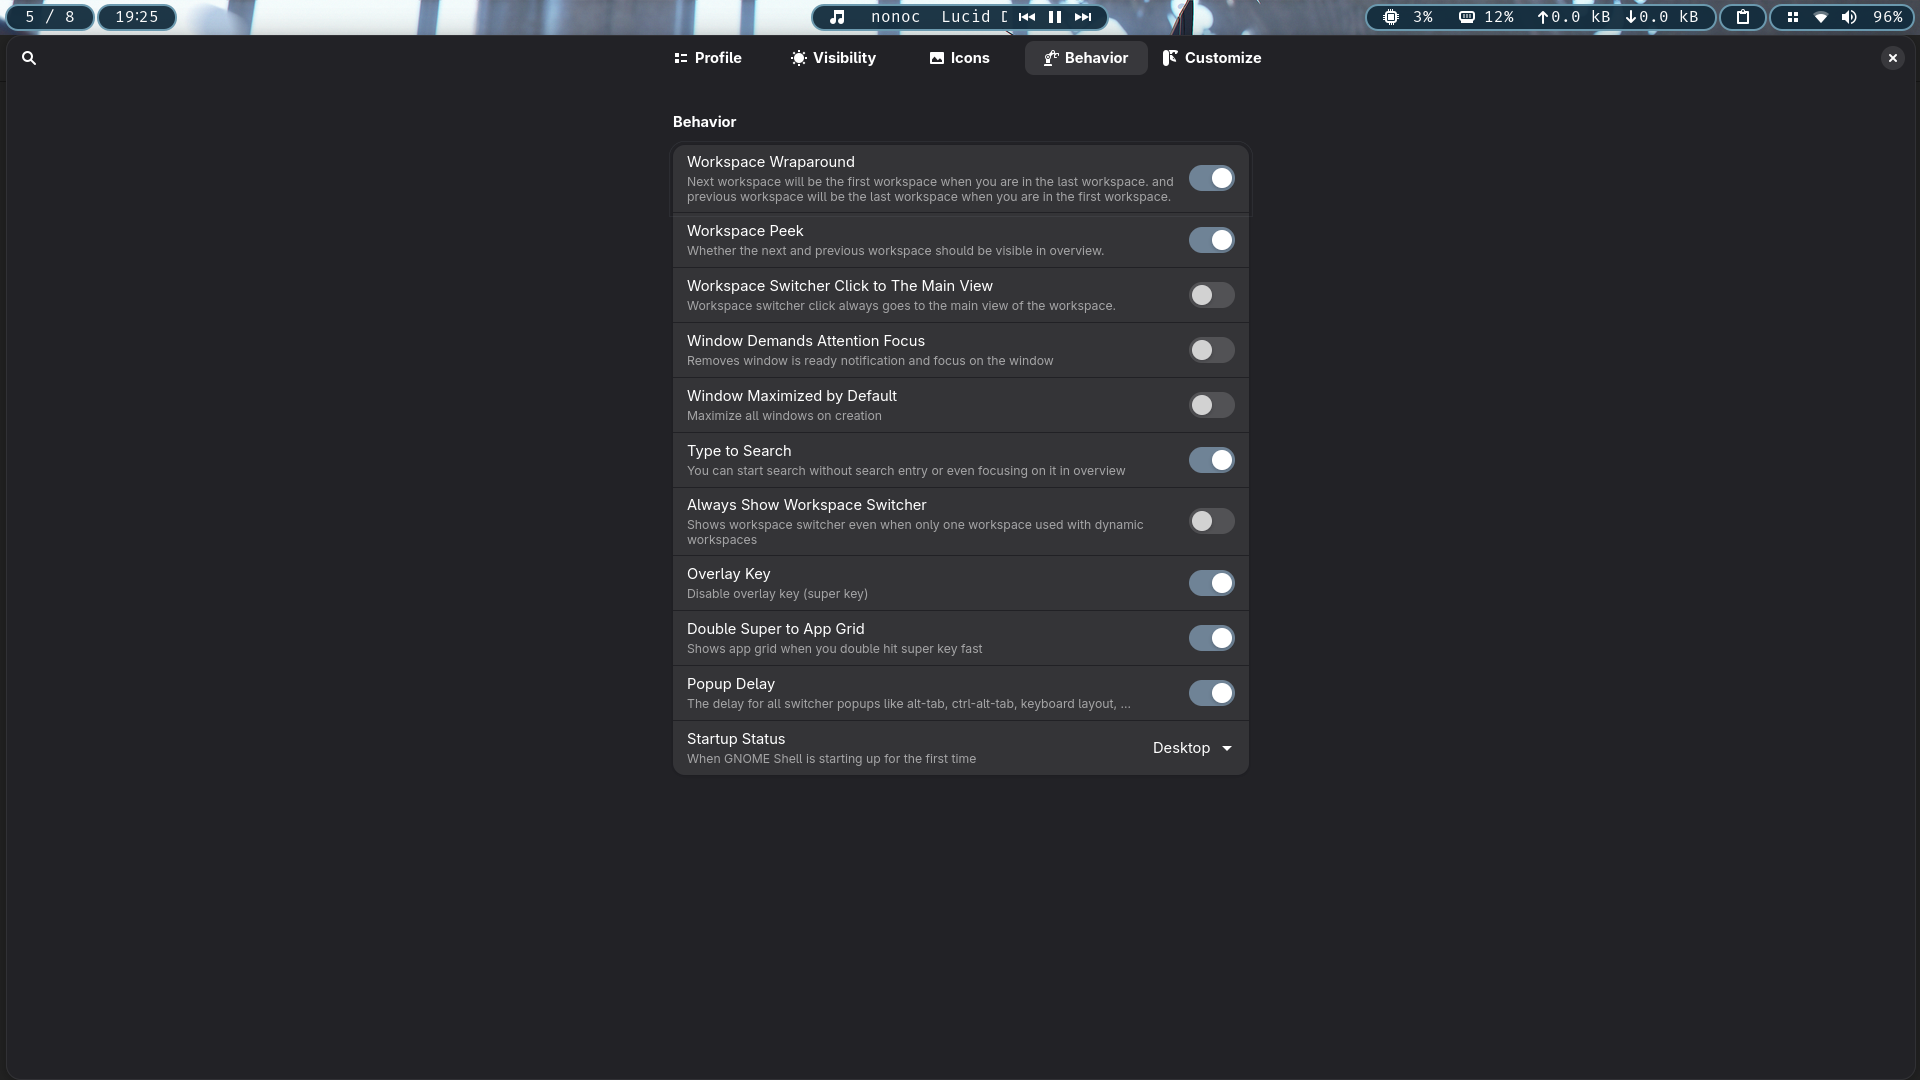 5 / 8
19:25
nonoc Lucid
3%
12%
0.0 kB
0.0 kB
96%
Profile
Visibility
Icons
Behavior
Customize
Behavior
Workspace Wraparound
Next workspace will be the first workspace when you are in the last workspace. and
previous workspace will be the last workspace when you are in the first workspace.
Workspace Peek
Whether the next and previous workspace should be visible in overview.
Workspace Switcher Click to The Main View
Workspace switcher click always goes to the main view of the workspace.
Window Demands Attention Focus
Removes window is ready notification and focus on the window
Window Maximized by Default
Maximize all windows on creation
Type to Search
You can start search without search entry or even focusing on it in overview
Always Show Workspace Switcher
Shows workspace switcher even when only one workspace used with dynamic
workspaces
Overlay Key
Disable overlay key (super key)
Double Super to App Grid
Shows app grid when you double hit super key fast
Popup Delay
The delay for all switcher popups like alt-tab, ctrl-alt-tab, keyboard layout, ...
Startup Status
When GNOME Shell is starting up for the first time
Desktop